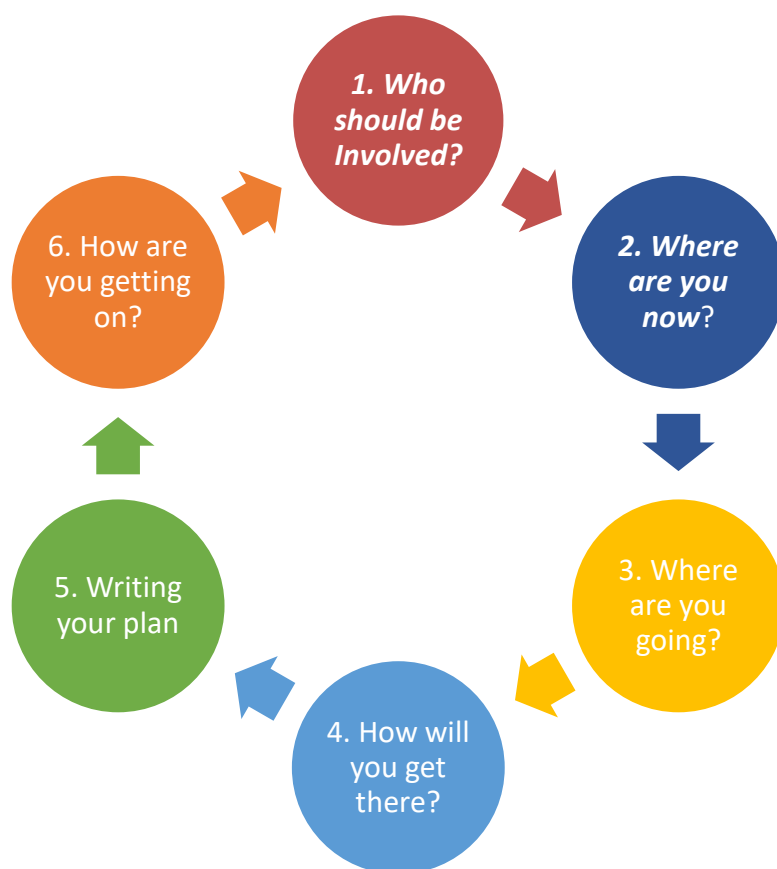 1. Who
should be
Involved?
2. Where
are you
now?
3. Where
are you
going?
4. How will
you get
there?
5. Writing
your plan
6. How are
you getting
on?